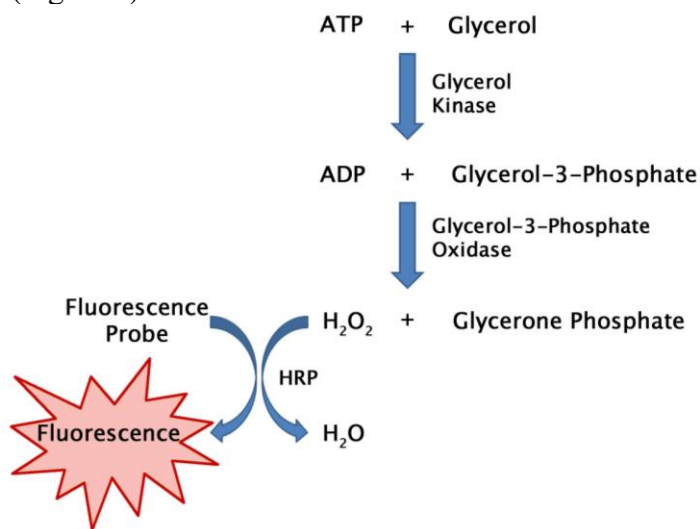 ATP + Glycerol
Glycerol
Kinase
ADP + Glycerol-3-Phosphate
Glycerol-3-Phosphate
Oxidase
Fluorescence
Probe
H₂O₂ + Glycerone Phosphate
HRP
Fluorescence
H₂O